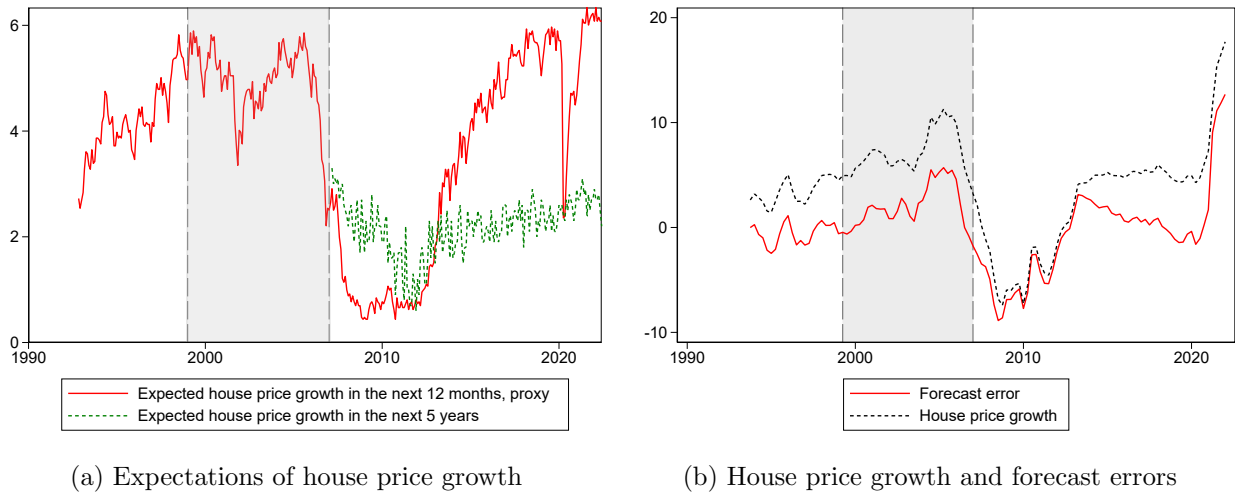 6
4
2
0
1990
2000
2010
2020
Expected house price growth in the next 12 months, proxy
Expected house price growth in the next 5 years
(a) Expectations of house price growth
20
10
0
-10
1990
2000
2010
2020
Forecast error
House price growth
(b) House price growth and forecast errors